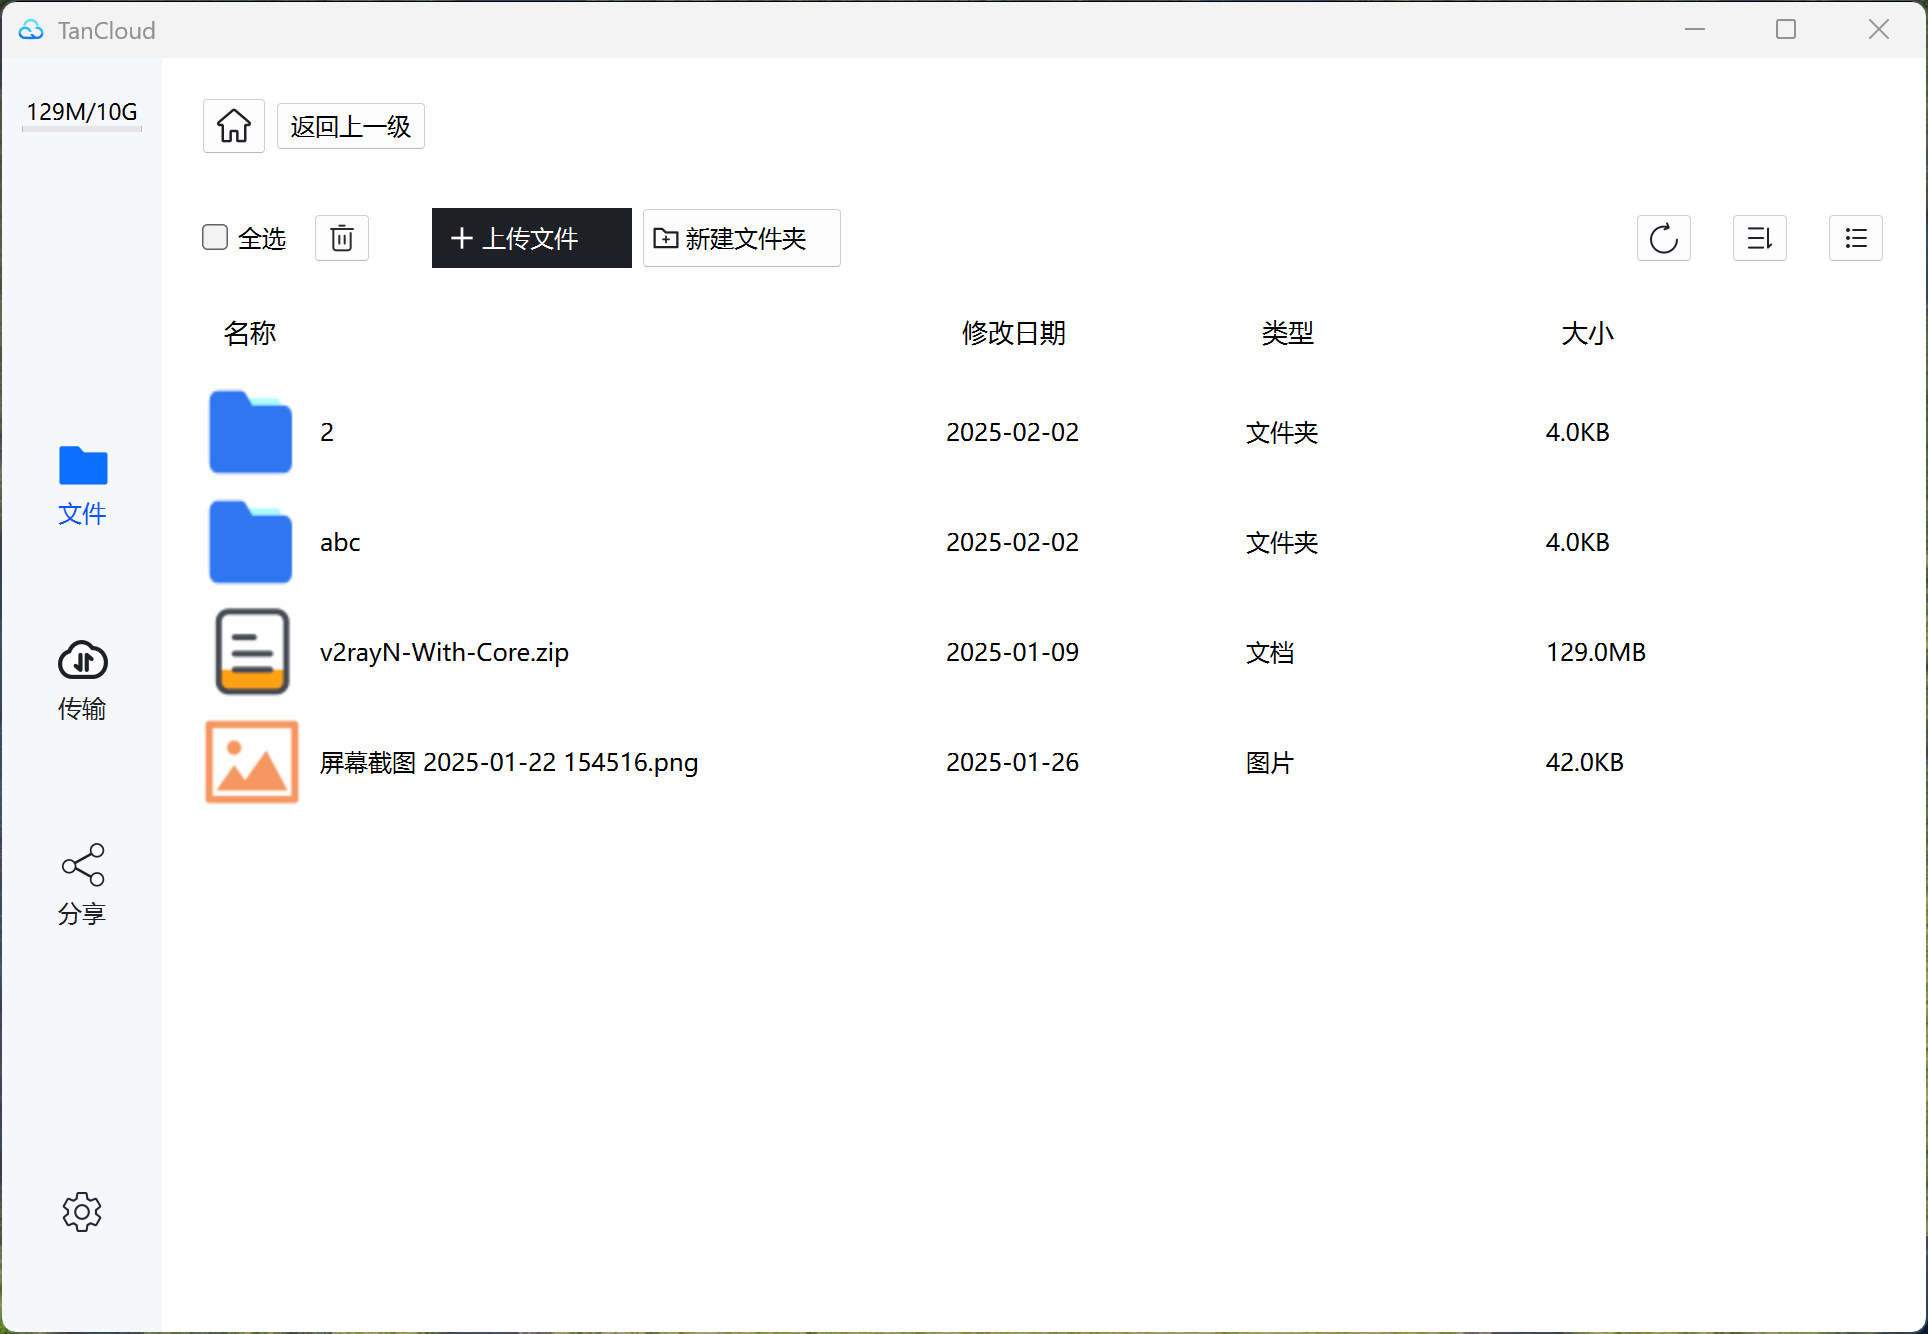 TanCloud
129M/10G
返回上一级
全选
上传文件
新建文件夹
名称 修改日期 类型 大小
2 2025-02-02 文件夹 4.0KB
abc 2025-02-02 文件夹 4.0KB
v2rayN-With-Core.zip 2025-01-09 文档 129.0MB
屏幕截图 2025-01-22 154516.png 2025-01-26 图片 42.0KB
文件
传输
分享